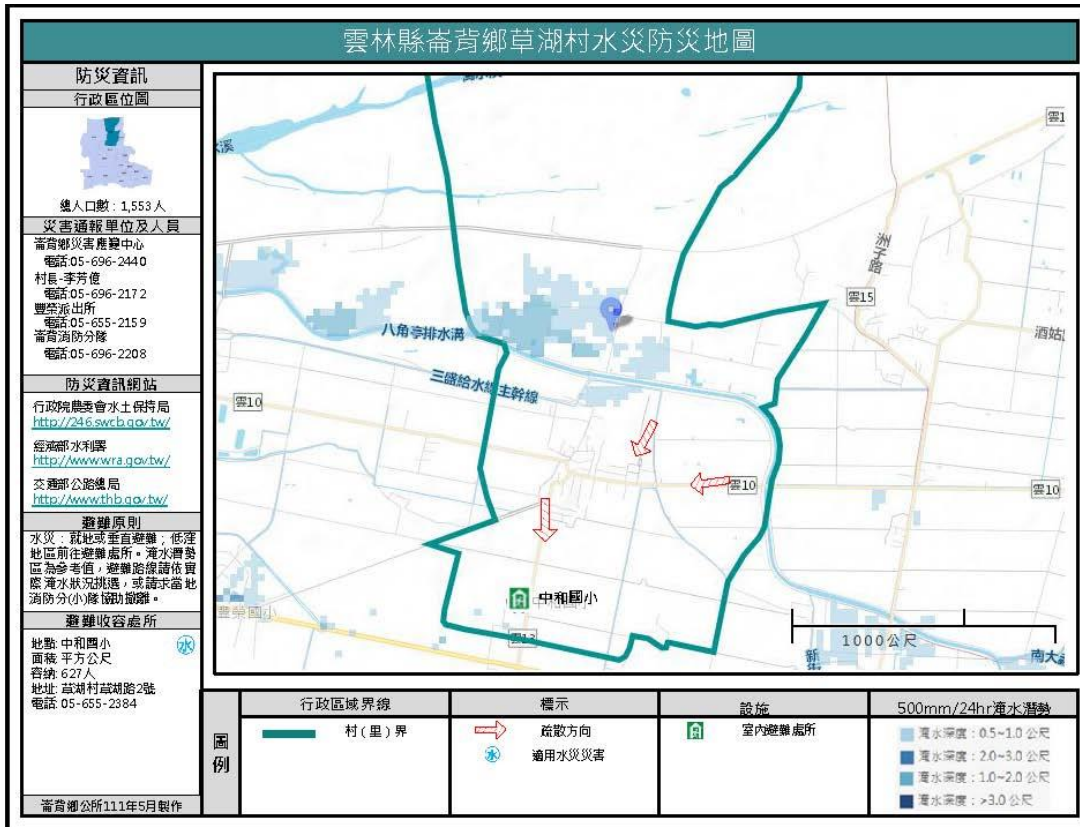 雲林縣崙背鄉草湖村水災防災地圖
防災資訊
行政區位圖
總人口數：1,553人
災害通報單位及人員
崙背鄉災害應變中心
電話:05-696-2440
村長-李芳億
電話:05-696-2172
豐榮派出所
電話:05-655-2159
崙背消防分隊
電話:05-696-2208
防災資訊網站
行政院農委會水土保持局
http://246.swcb.gov.tw/
經濟部水利署
http://www.wra.gov.tw/
交通部公路總局
http://www.thb.gov.tw/
避難原則
水災：就地或垂直避難；低窪
地區前往避難處所。淹水潛勢
區為參考值，避難路線請依實
際淹水狀況挑選，或請求當地
消防分(小)隊協助撤離。
避難收容處所
地點:中和國小
水
面積:平方公尺
容納:627人
地址:草湖村草湖路2號
電話:05-655-2384
崙背鄉公所111年5月製作
水溪
雲1
洲子路
雲15
八角亭排水溝
三盛給水線主幹線
雲10
雲10
雲10
中和國小
中和國小
豐榮國小
雲13
1000公尺
新街
南大
圖例
行政區域界線
村(里)界
標示
疏散方向
水
適用水災災害
設施
室內避難處所
500mm/24hr淹水潛勢
淹水深度：0.5~1.0公尺
淹水深度：2.0~3.0公尺
淹水深度：1.0~2.0公尺
淹水深度：>3.0公尺